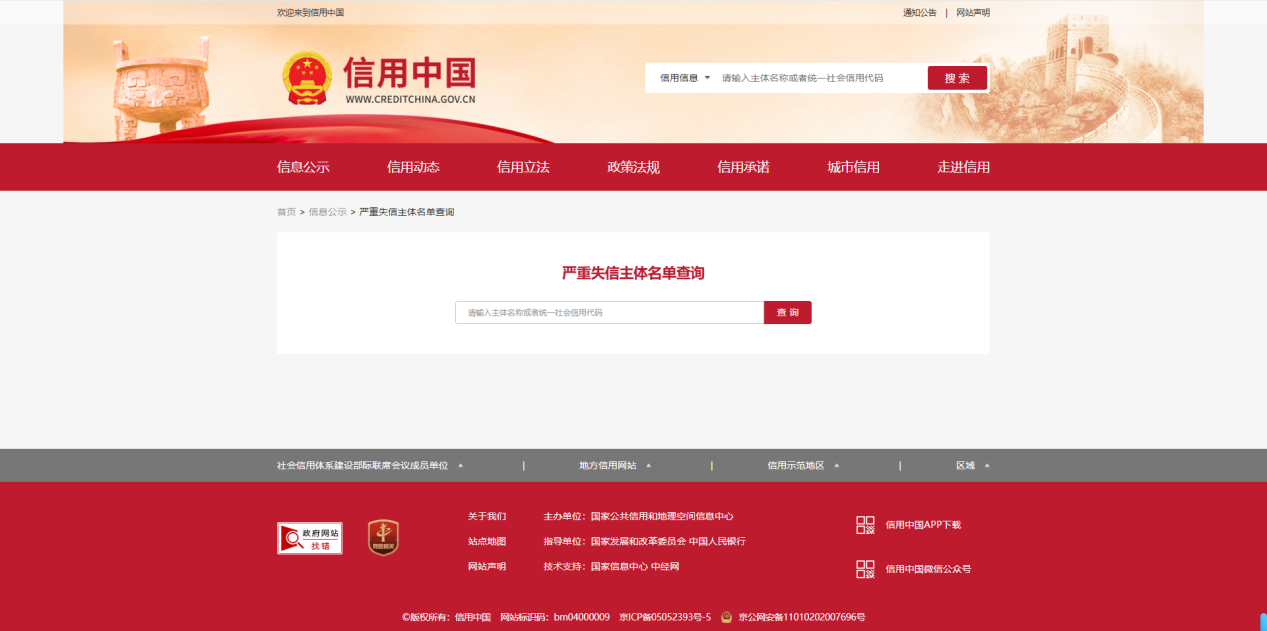 欢迎来到信用中国
通知公告 | 网站声明
信用中国
WWW.CREDITCHINA.GOV.CN
信用信息 请输入主体名称或者统一社会信用代码 搜 索
信息公示 信用动态 信用立法 政策法规 信用承诺 城市信用 走进信用
首页 > 信息公示 > 严重失信主体名单查询
严重失信主体名单查询
请输入主体名称或者统一社会信用代码 查 询
社会信用体系建设部际联席会议成员单位 | 地方信用网站 | 信用示范地区 | 区域
政府网站
找错
党政机关
关于我们 主办单位：国家公共信用和地理空间信息中心
站点地图 指导单位：国家发展和改革委员会 中国人民银行
网站声明 技术支持：国家信息中心 中经网
信用中国APP下载
信用中国微信公众号
©版权所有：信用中国 网站标识码：bm04000009 京ICP备05052393号-5 京公网安备11010202007696号